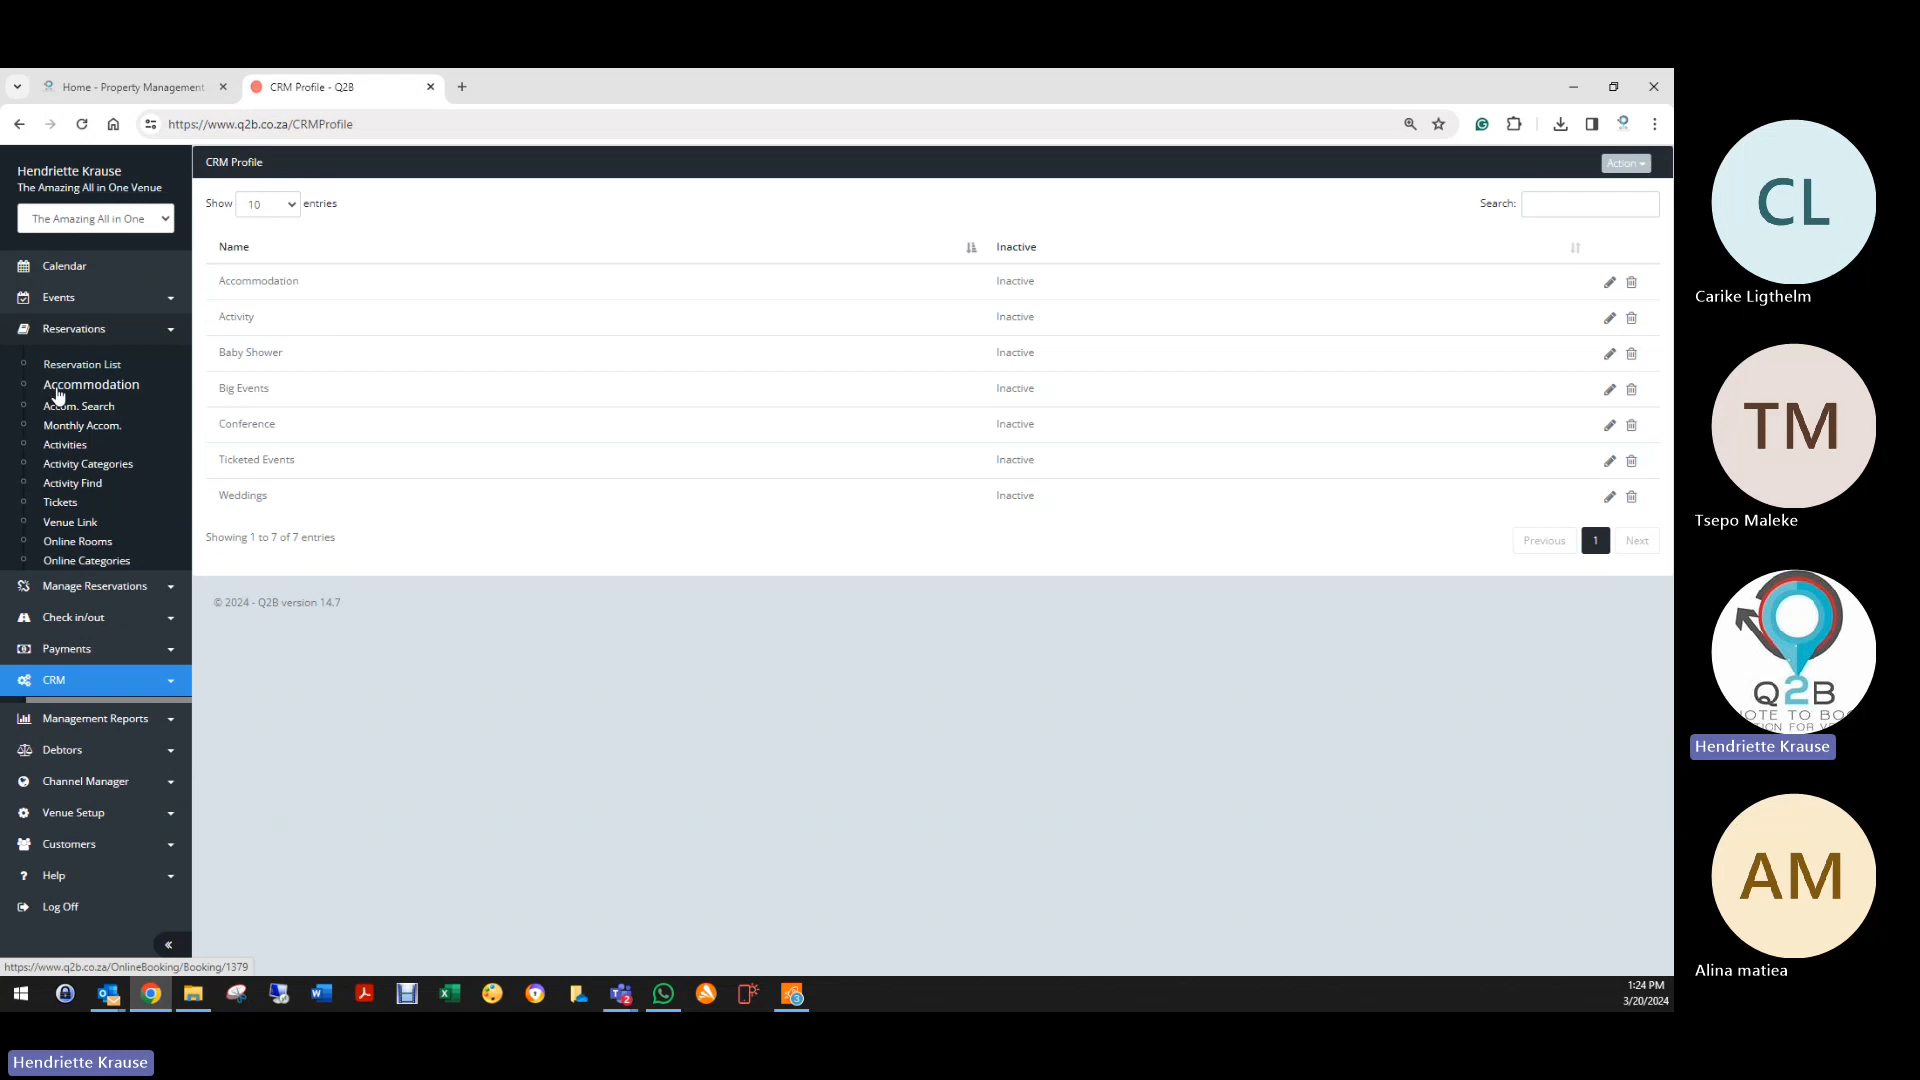 Home - Property Management
CRM Profile - Q2B
https://www.q2b.co.za/CRMProfile
Hendriette Krause
The Amazing All in One Venue
The Amazing All in One
Calendar
Events
Reservations
Reservation List
Accommodation
Accom. Search
Monthly Accom.
Activities
Activity Categories
Activity Find
Tickets
Venue Link
Online Rooms
Online Categories
Manage Reservations
Check in/out
Payments
CRM
Management Reports
Debtors
Channel Manager
Venue Setup
Customers
Help
Log Off
https://www.q2b.co.za/OnlineBooking/Booking/1379
CRM Profile
Action
Show 10 entries
Search:
Name Inactive
Accommodation Inactive
Activity Inactive
Baby Shower Inactive
Big Events Inactive
Conference Inactive
Ticketed Events Inactive
Weddings Inactive
Showing 1 to 7 of 7 entries
Previous 1 Next
© 2024 - Q2B version 14.7
1:24 PM
3/20/2024
CL
Carike Ligthelm
TM
Tsepo Maleke
Q2B
Hendriette Krause
AM
Alina matiea
Hendriette Krause